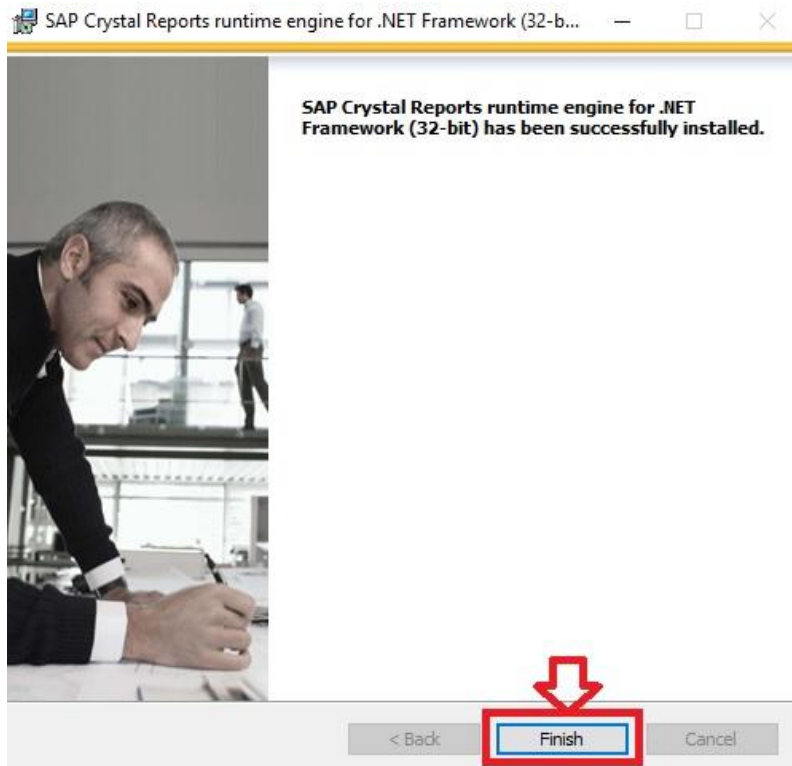 SAP Crystal Reports runtime engine for .NET Framework (32-b...
SAP Crystal Reports runtime engine for .NET
Framework (32-bit) has been successfully installed.
< Back
Finish
Cancel